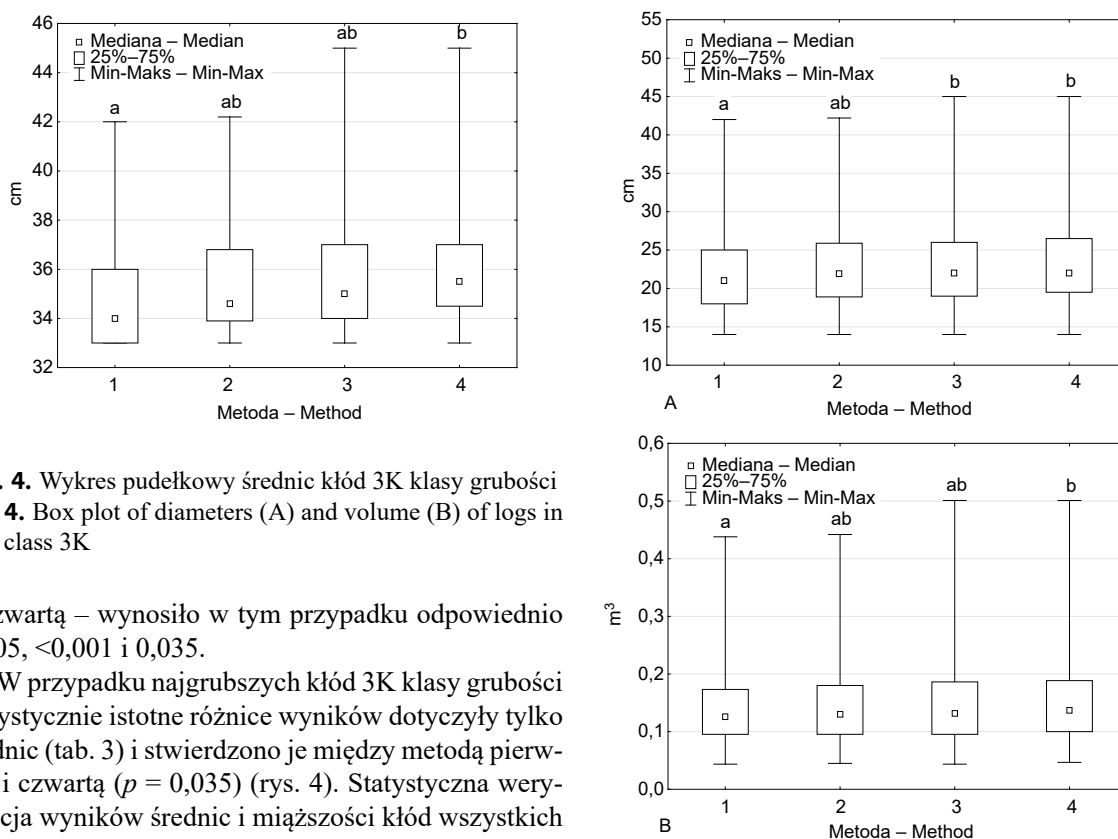 46
44
42
40
38
36
34
32
cm
Mediana – Median
25%–75%
Min-Maks – Min-Max
a
ab
ab
b
1
2
3
4
Metoda – Method
. 4. Wykres pudełkowy średnic kłód 3K klasy grubości
4. Box plot of diameters (A) and volume (B) of logs in
class 3K
zwartą – wynosiło w tym przypadku odpowiednio
05, <0,001 i 0,035.
W przypadku najgrubszych kłód 3K klasy grubości
ystycznie istotne różnice wyników dotyczyły tylko
dnic (tab. 3) i stwierdzono je między metodą pierw-
i czwartą (p = 0,035) (rys. 4). Statystyczna wery-
cja wyników średnic i miąższości kłód wszystkich
55
50
45
40
35
30
25
20
15
10
cm
Mediana – Median
25%–75%
Min-Maks – Min-Max
a
ab
b
b
1
2
3
4
A
Metoda – Method
0,6
0,5
0,4
0,3
0,2
0,1
0,0
m³
Mediana – Median
25%–75%
Min-Maks – Min-Max
a
ab
ab
b
1
2
3
4
B
Metoda – Method